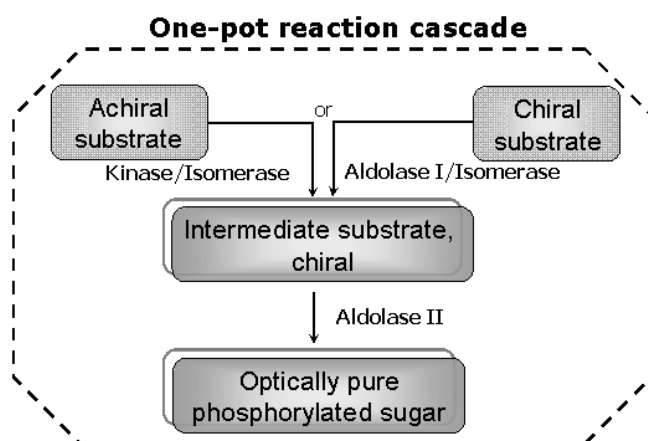 One-pot reaction cascade
Achiral
substrate
or
Chiral
substrate
Kinase/Isomerase
Aldolase I/Isomerase
Intermediate substrate,
chiral
Aldolase II
Optically pure
phosphorylated sugar